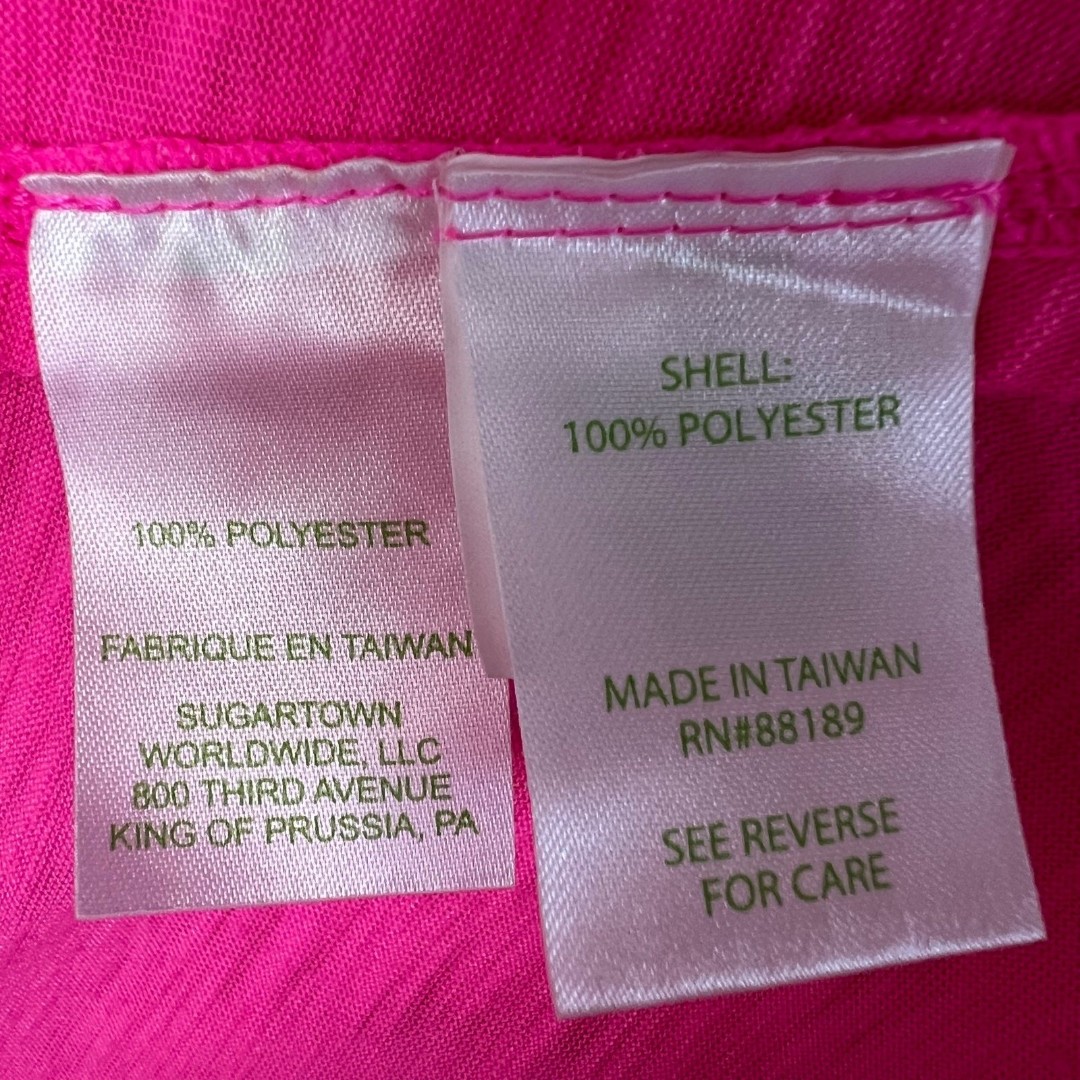 100% POLYESTER
FABRIQUE EN TAIWAN
SUGARTOWN
WORLDWIDE, LLC
800 THIRD AVENUE
KING OF PRUSSIA, PA
SHELL:
100% POLYESTER
MADE IN TAIWAN
RN#88189
SEE REVERSE
FOR CARE